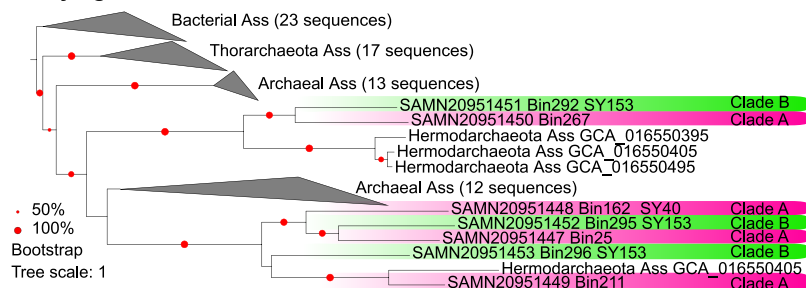 Bacterial Ass (23 sequences)
Thorarchaeota Ass (17 sequences)
Archaeal Ass (13 sequences)
SAMN20951451 Bin292 SY153 Clade B
SAMN20951450 Bin267 Clade A
Hermodarchaeota Ass GCA_016550395
Hermodarchaeota Ass GCA_016550405
Hermodarchaeota Ass GCA_016550495
Archaeal Ass (12 sequences)
SAMN20951448 Bin162 SY40 Clade A
SAMN20951452 Bin295 SY153 Clade B
SAMN20951447 Bin25 Clade A
SAMN20951453 Bin296 SY153 Clade B
Hermodarchaeota Ass GCA_016550405
SAMN20951449 Bin211 Clade A
50%
100%
Bootstrap
Tree scale: 1